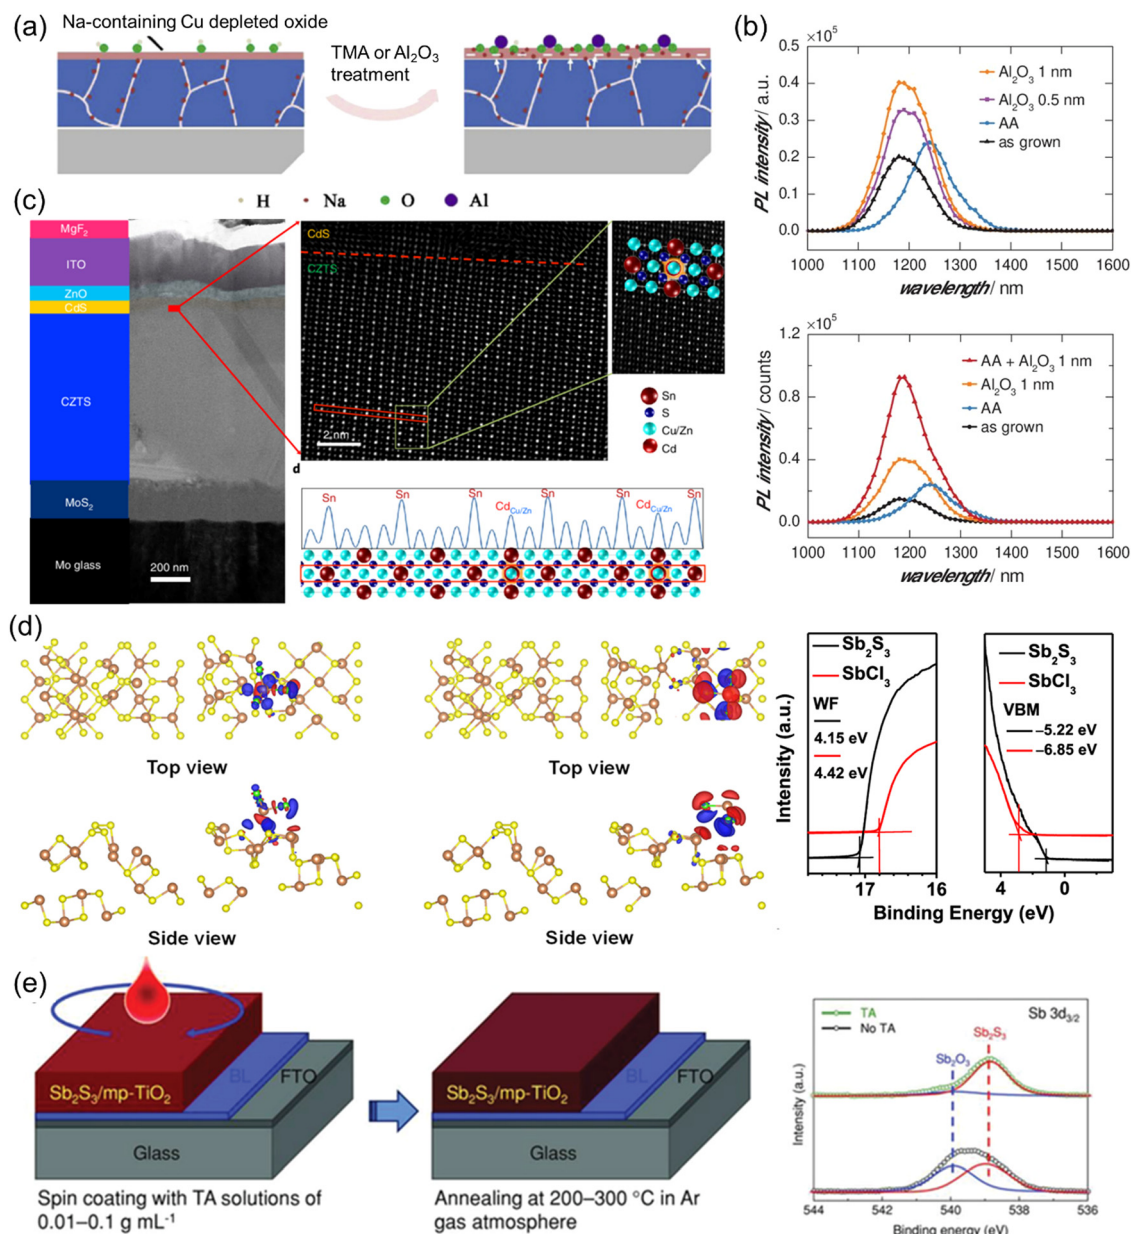 (a)
Na-containing Cu depleted oxide
TMA or Al₂O₃
treatment
H
Na
O
Al
(b)
×10⁵
0.5
0.4
0.3
0.2
0.1
0.0
PL intensity/ a.u.
Al₂O₃ 1 nm
Al₂O₃ 0.5 nm
AA
as grown
1000 1100 1200 1300 1400 1500 1600
wavelength/ nm
×10⁵
1.2
0.8
0.4
0.0
PL intensity/ counts
AA + Al₂O₃ 1 nm
Al₂O₃ 1 nm
AA
as grown
1000 1100 1200 1300 1400 1500 1600
wavelength/ nm
(c)
MgF₂
ITO
ZnO
CdS
CZTS
MoS₂
Mo glass
200 nm
CdS
CZTS
2 nm
d
Sn
S
Cu/Zn
Cd
Sn
Sn
Sn
Cd Cu/Zn
Sn
Sn
Cd Cu/Zn
Sn
(d)
Top view
Top view
Side view
Side view
Intensity (a.u.)
Sb₂S₃
SbCl₃
WF
4.15 eV
4.42 eV
17
16
Sb₂S₃
SbCl₃
VBM
−5.22 eV
−6.85 eV
4
0
Binding Energy (eV)
(e)
Sb₂S₃/mp-TiO₂
BL
FTO
Glass
Spin coating with TA solutions of
0.01–0.1 g mL⁻¹
Sb₂S₃/mp-TiO₂
BL
FTO
Glass
Annealing at 200–300 °C in Ar
gas atmosphere
TA
No TA
Sb 3d₃/₂
Sb₂S₃
Sb₂O₃
Intensity (a.u.)
544 542 540 538 536
Binding energy (eV)